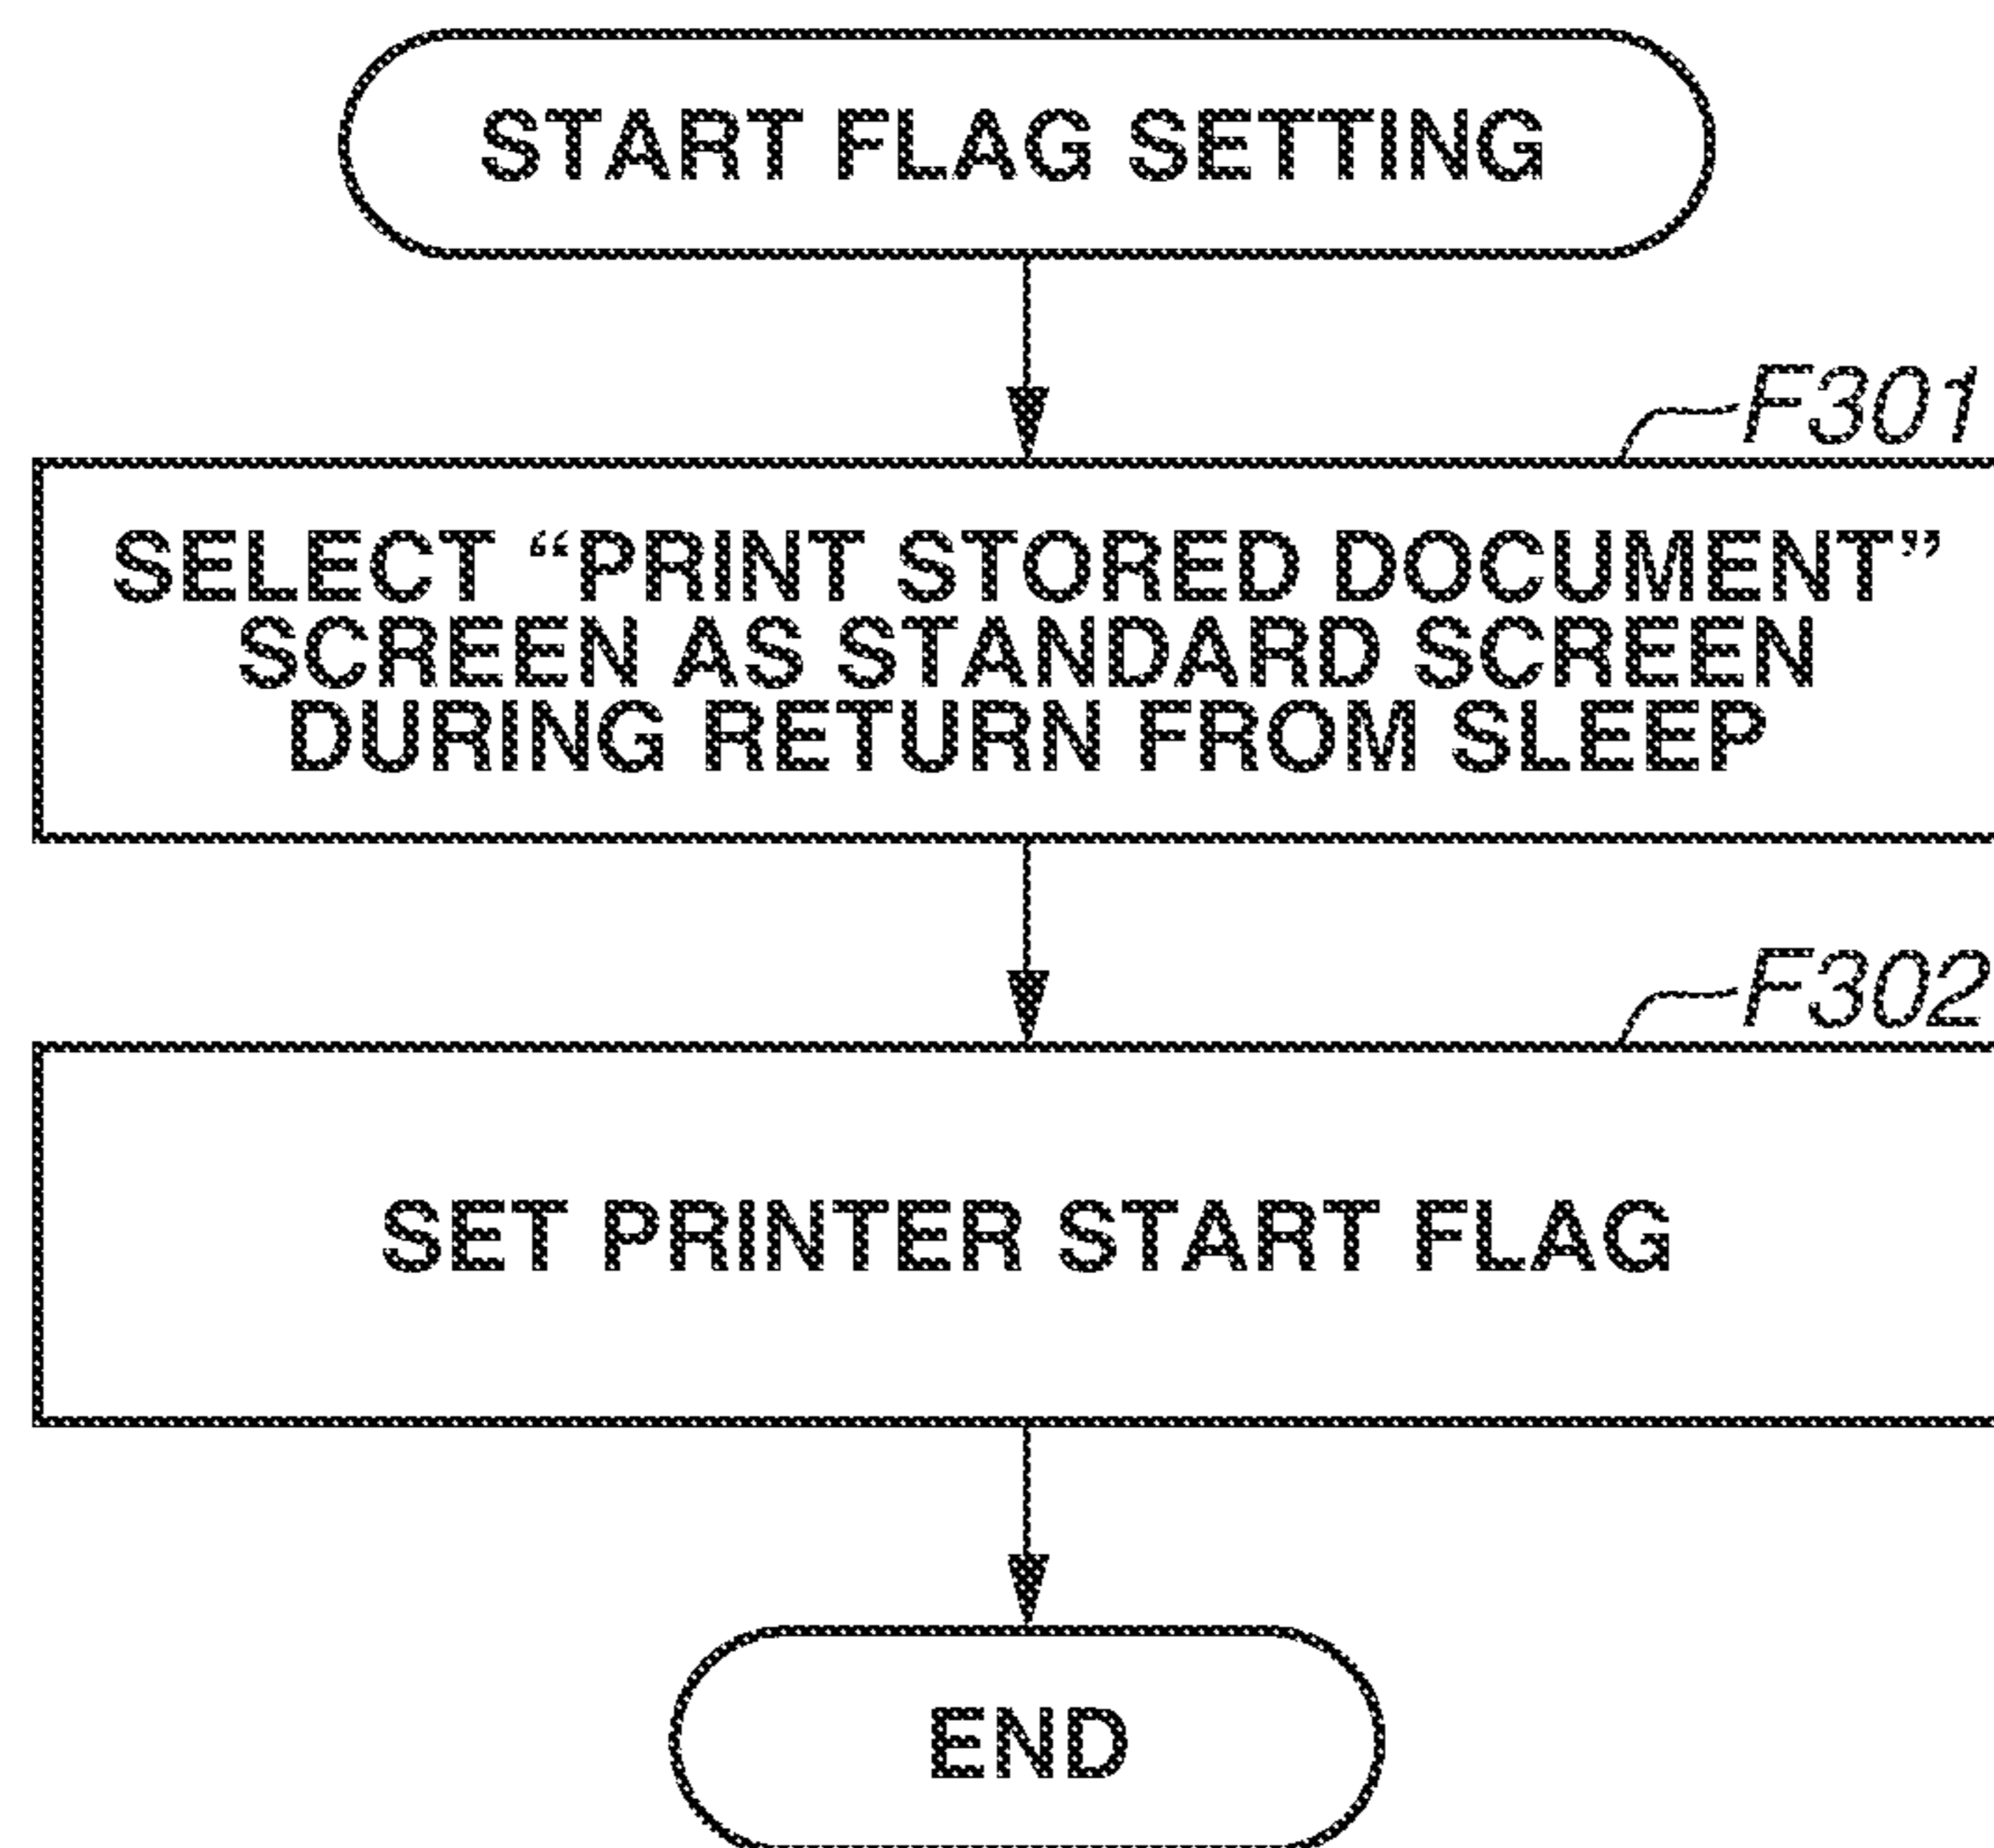 START FLAG SETTING
F301
SELECT “PRINT STORED DOCUMENT”
SCREEN AS STANDARD SCREEN
DURING RETURN FROM SLEEP
F302
SET PRINTER START FLAG
END